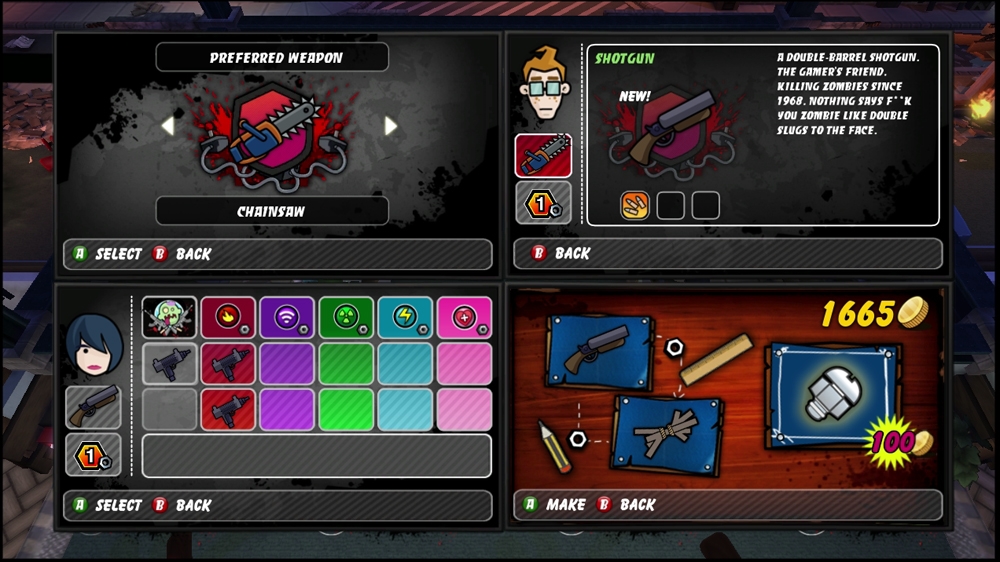 PREFERRED WEAPON
CHAINSAW
A SELECT B BACK
SHOTGUN
NEW!
A DOUBLE-BARREL SHOTGUN.
THE GAMER'S FRIEND.
KILLING ZOMBIES SINCE
1968. NOTHING SAYS F**K
YOU ZOMBIE LIKE DOUBLE
SLUGS TO THE FACE.
1
B BACK
1
A SELECT B BACK
1665
100
A MAKE B BACK